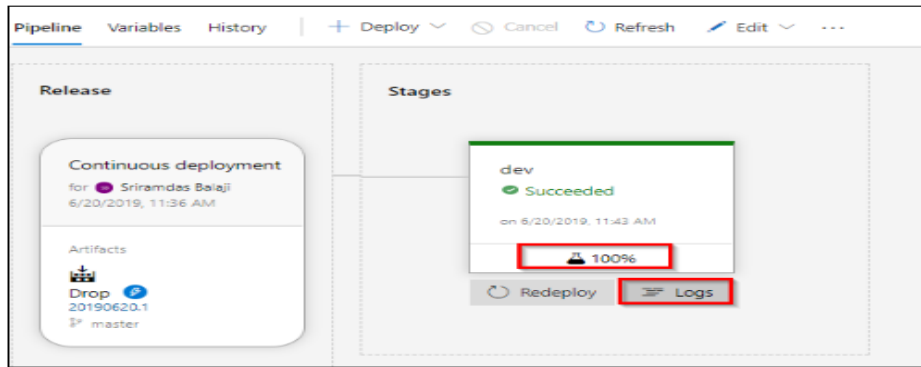 Pipeline Variables History Deploy Cancel Refresh Edit ...
Release
Stages
Continuous deployment
for Sriramdas Balaji
6/20/2019, 11:36 AM
Artifacts
Drop
20190620.1
master
dev
Succeeded
on 6/20/2019, 11:43 AM
100%
Redeploy Logs